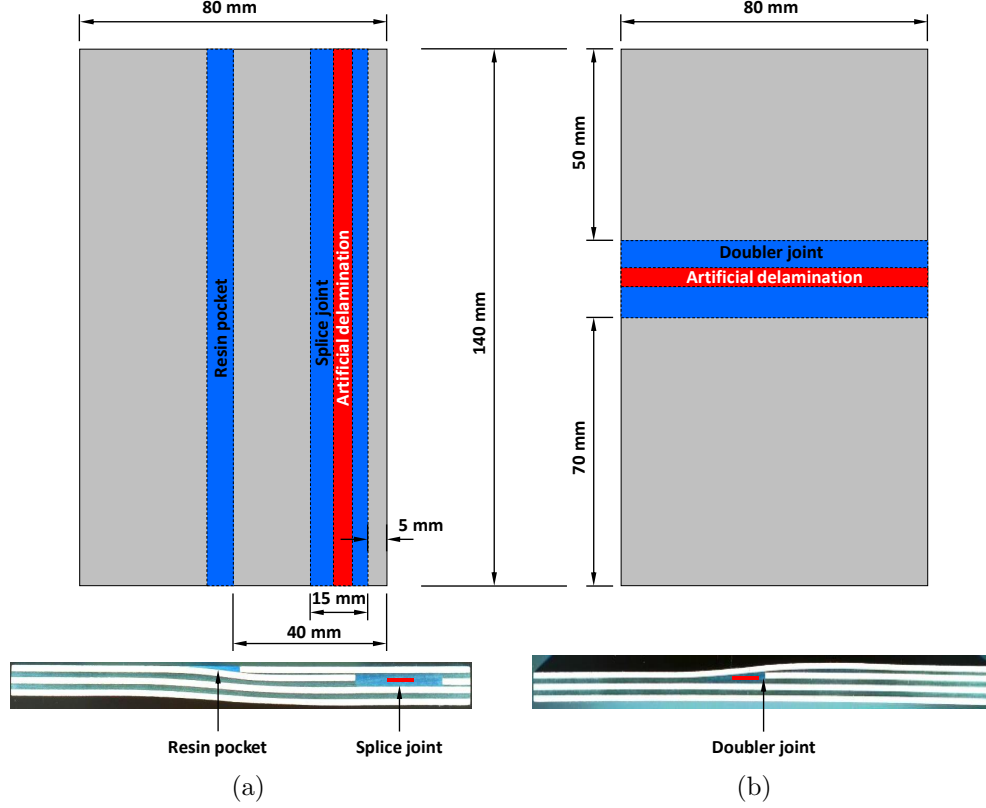 80 mm
80 mm
50 mm
Doubler joint
Artificial delamination
Resin pocket
Splice joint
Artificial delamination
140 mm
70 mm
5 mm
15 mm
40 mm
Resin pocket
Splice joint
Doubler joint
(a)
(b)